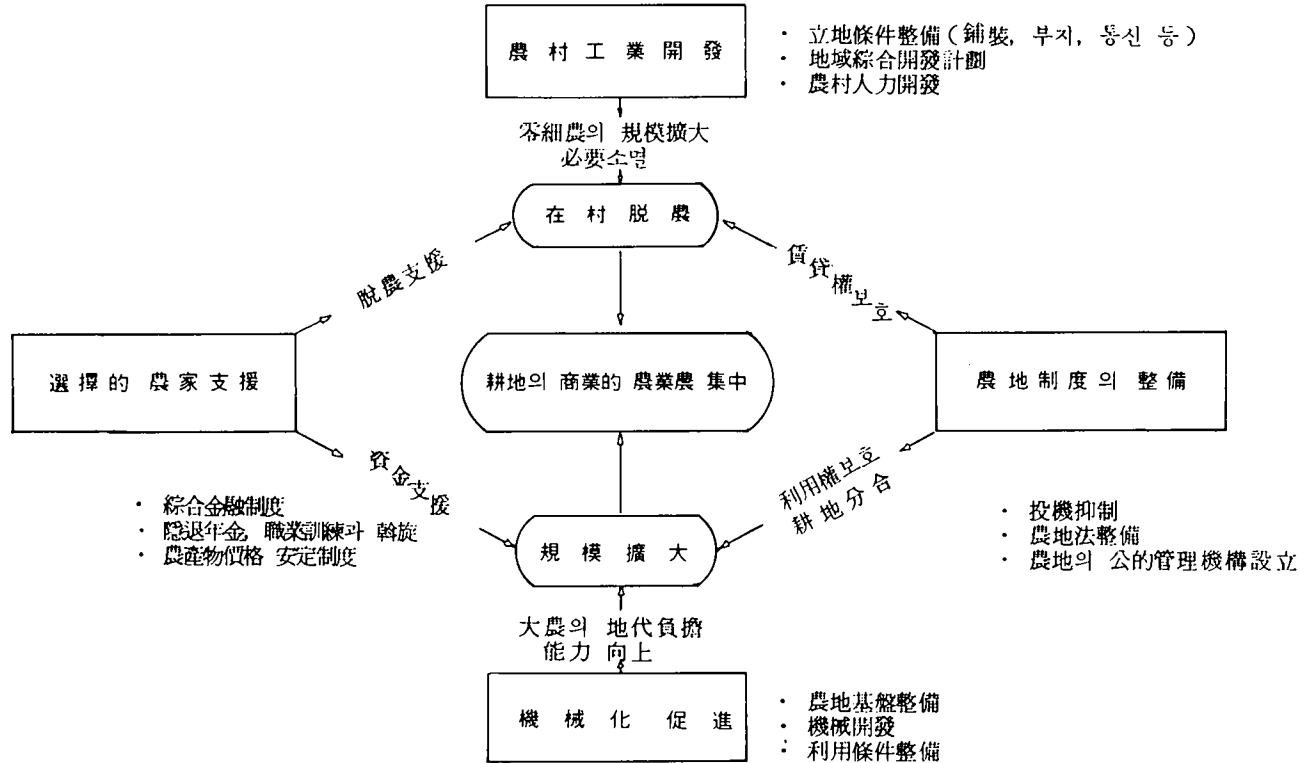 農村工業開發
· 立地條件整備(鋪裝, 부지, 통신 등)
· 地域綜合開發計劃
· 農村人力開發
零細農의 規模擴大
必要소멸
在村脫農
脫農支援
賃貸權보호
選擇的 農家支援
耕地의 商業的 農業農 集中
農地制度의 整備
資金支援
利用權보호
耕地分合
· 綜合金融制度
· 隱退年金, 職業訓練과 斡旋
· 農產物價格 安定制度
規模擴大
· 投機抑制
· 農地法整備
· 農地의 公的管理機構設立
大農의 地代負擔
能力 向上
機械化 促進
· 農地基盤整備
· 機械開發
· 利用條件整備